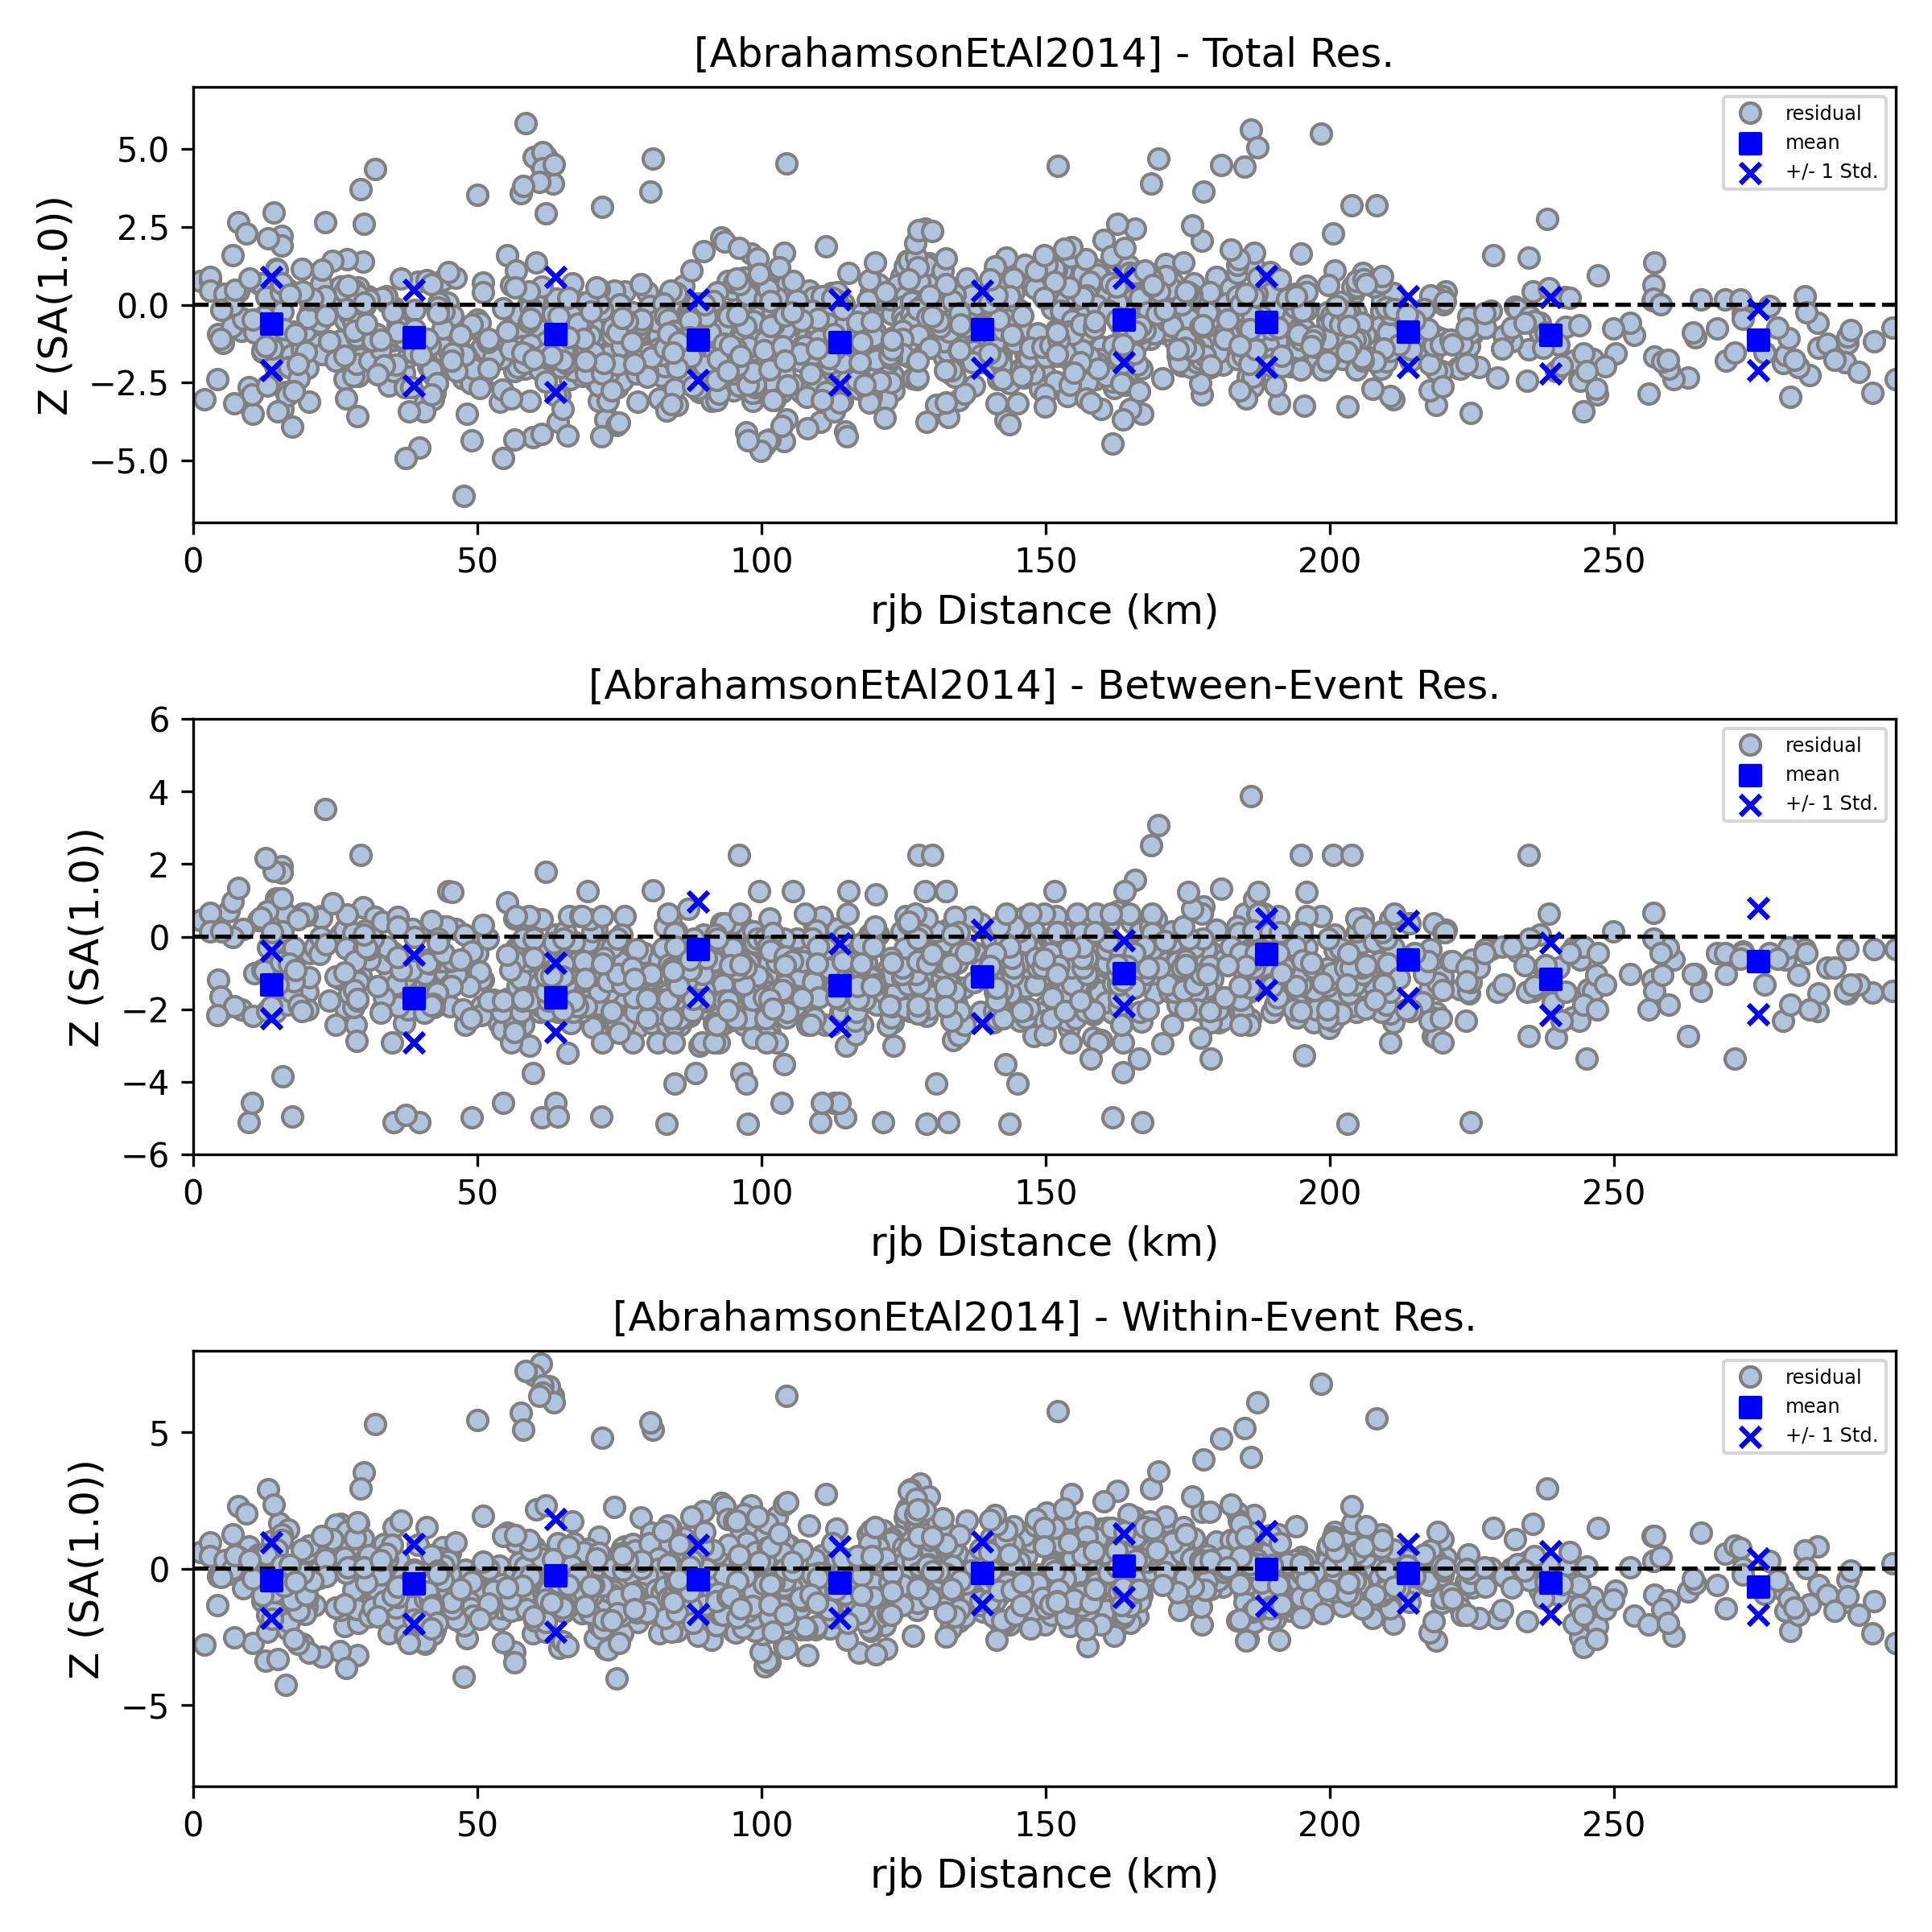 [AbrahamsonEtAl2014] - Total Res.
5.0
2.5
0.0
−2.5
−5.0
Z (SA(1.0))
residual
mean
+/- 1 Std.
0 50 100 150 200 250
rjb Distance (km)
[AbrahamsonEtAl2014] - Between-Event Res.
6
4
2
0
−2
−4
−6
Z (SA(1.0))
residual
mean
+/- 1 Std.
0 50 100 150 200 250
rjb Distance (km)
[AbrahamsonEtAl2014] - Within-Event Res.
5
0
−5
Z (SA(1.0))
residual
mean
+/- 1 Std.
0 50 100 150 200 250
rjb Distance (km)